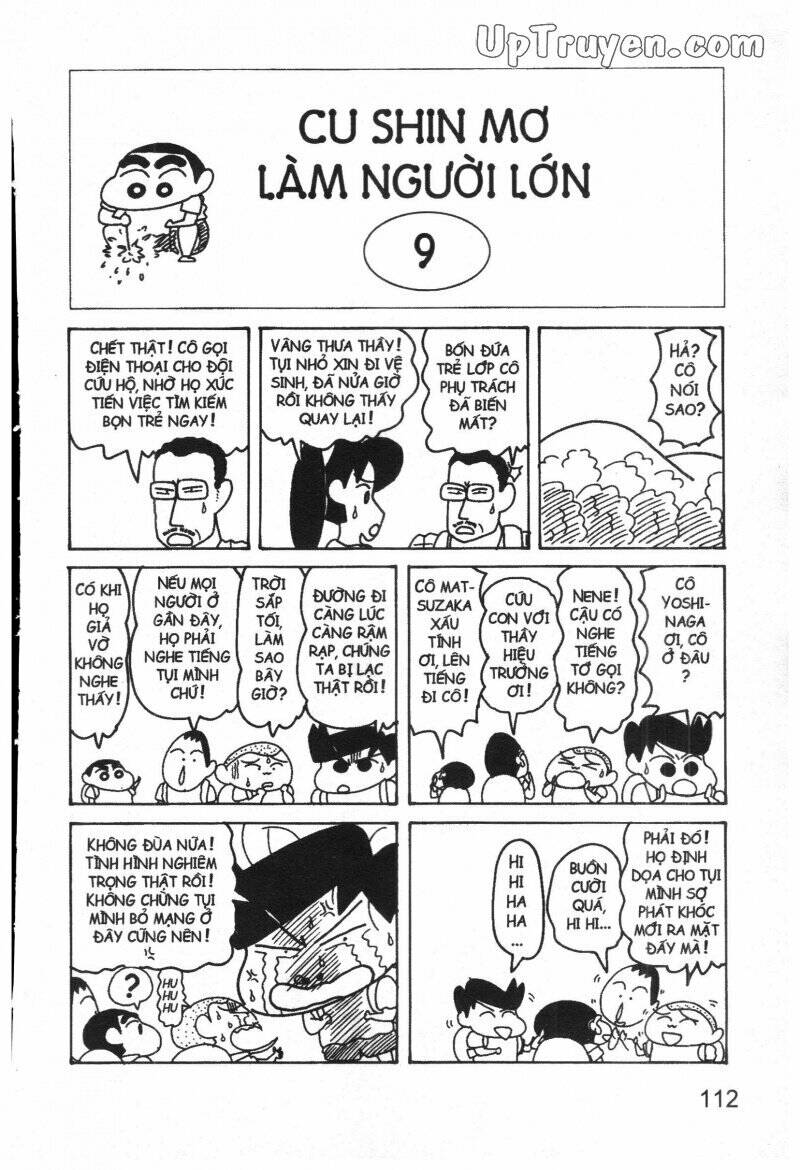 UpTruyen.com
CU SHIN MƠ
LÀM NGƯỜI LỚN
9
HẢ?
CÔ
NÓI
SAO?
BỐN ĐỨA
TRẺ LỚP CÔ
PHỤ TRÁCH
ĐÃ BIẾN
MẤT?
VÂNG THƯA THẦY!
TỤI NHỎ XIN ĐI VỆ
SINH, ĐÃ NỬA GIỜ
RỒI KHÔNG THẤY
QUAY LẠI!
CHẾT THẬT! CÔ GỌI
ĐIỆN THOẠI CHO ĐỘI
CỨU HỘ, NHỜ HỌ XÚC
TIẾN VIỆC TÌM KIẾM
BỌN TRẺ NGAY!
CÔ
YOSHI-
NAGA
ƠI, CÔ
Ở ĐÂU
?
NENE!
CẬU CÓ
NGHE
TIẾNG
TỚ GỌI
KHÔNG?
CỨU
CON VỚI
THẦY
HIỆU
TRƯỞNG
ƠI!
CÔ MAT-
SUZAKA
XẤU
TÍNH
ƠI, LÊN
TIẾNG
ĐI CÔ!
ĐƯỜNG ĐI
CÀNG LÚC
CÀNG RẬM
RẠP, CHÚNG
TA BỊ LẠC
THẬT RỒI!
TRỜI
SẮP
TỐI,
LÀM
SAO
BÂY
GIỜ?
NẾU MỌI
NGƯỜI Ở
GẦN ĐÂY,
HỌ PHẢI
NGHE TIẾNG
TỤI MÌNH
CHỨ!
CÓ KHI
HỌ
GIẢ
VỜ
KHÔNG
NGHE
THẤY!
PHẢI ĐÓ!
HỌ ĐỊNH
DỌA CHO TỤI
MÌNH SỢ
PHÁT KHÓC
MỚI RA MẶT
ĐẤY MÀ!
BUỒN
CƯỜI
QUÁ,
HI HI...
HI
HI
HA
HA
...
KHÔNG ĐÙA NỮA!
TÌNH HÌNH NGHIÊM
TRỌNG THẬT RỒI!
KHÔNG CHỪNG TỤI
MÌNH BỎ MẠNG Ở
ĐÂY CŨNG NÊN!
HU
HU
HU
?
112